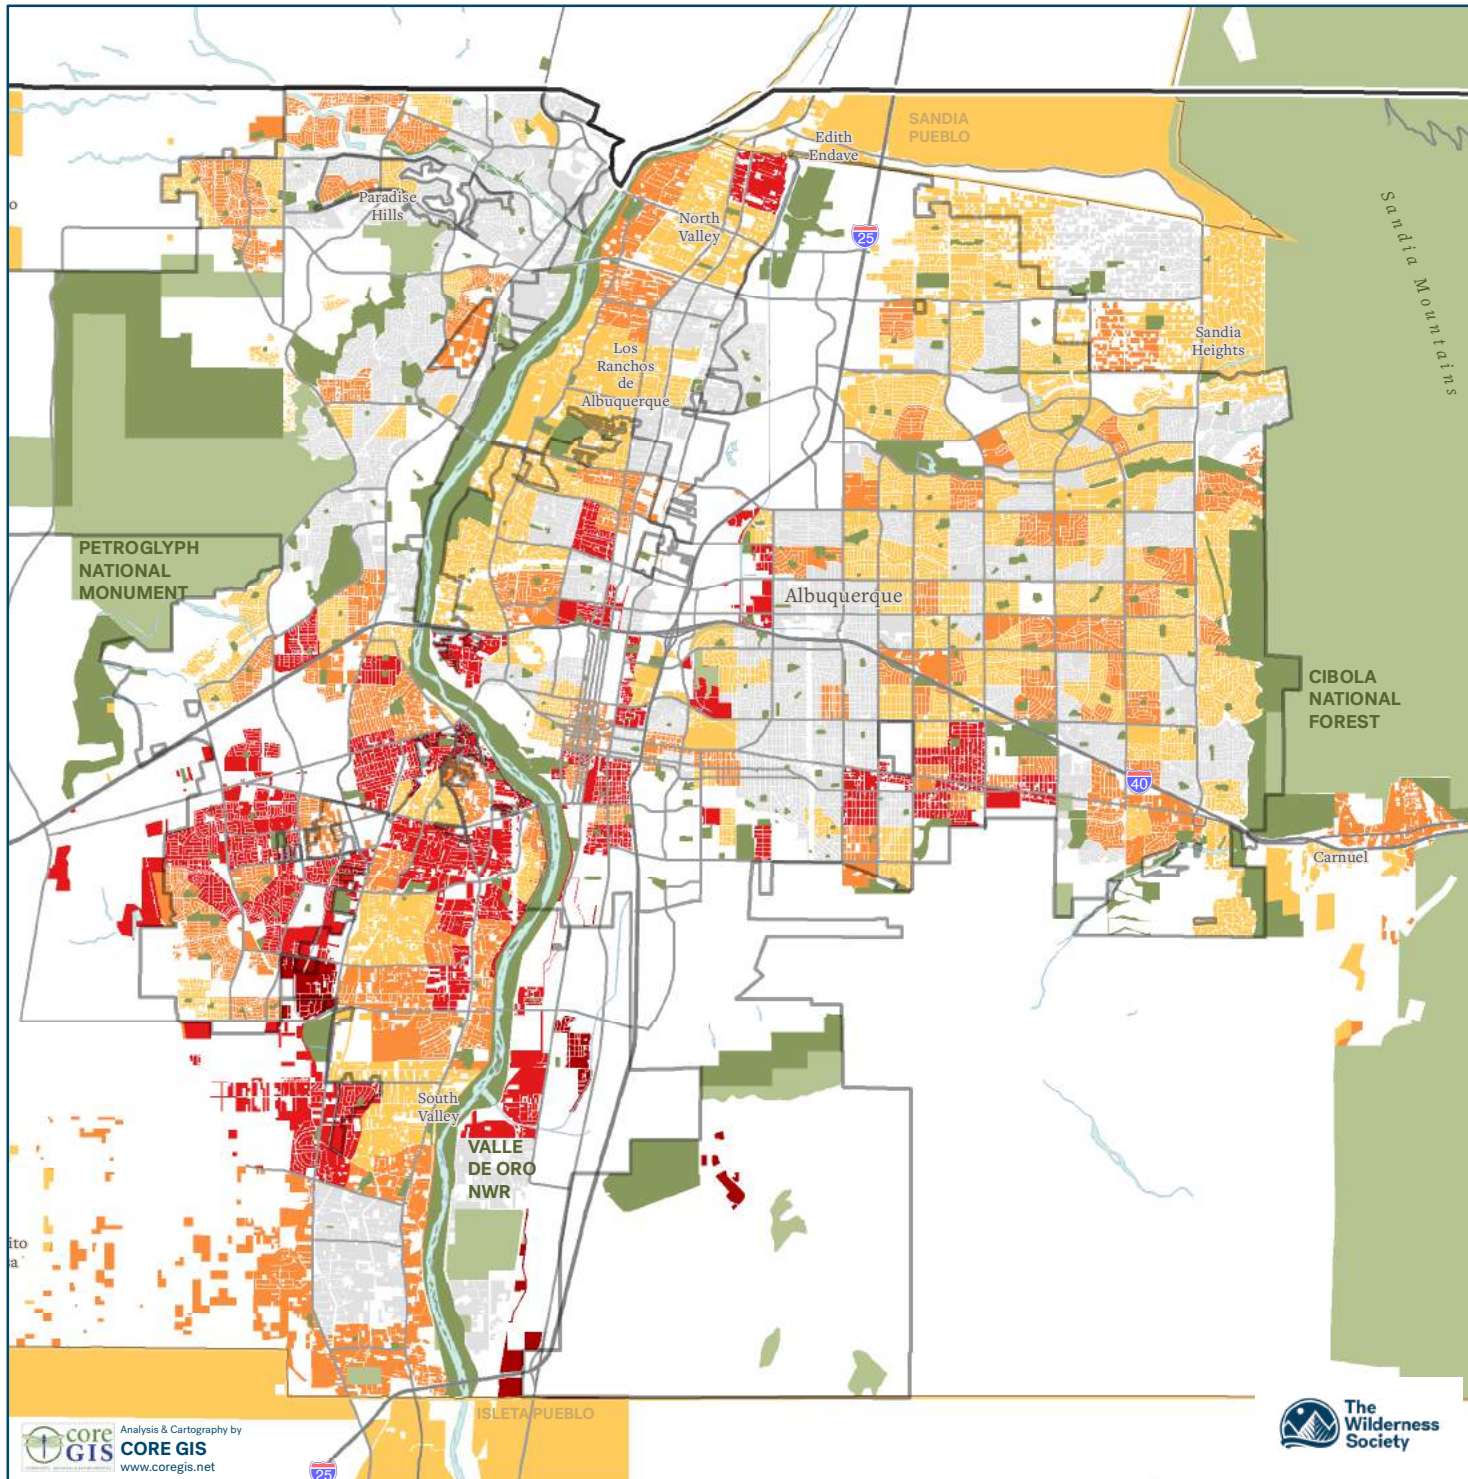 SANDIA
PUEBLO
Edith
Endave
Paradise
Hills
North
Valley
25
Sandia Mountains
Sandia
Heights
Los
Ranchos
de
Albuquerque
PETROGLYPH
NATIONAL
MONUMENT
Albuquerque
CIBOLA
NATIONAL
FOREST
40
Carnuel
South
Valley
VALLE
DE ORO
NWR
ito
a
o
ISLETA PUEBLO
25
core
GIS
Analysis & Cartography by
CORE GIS
www.coregis.net
The
Wilderness
Society